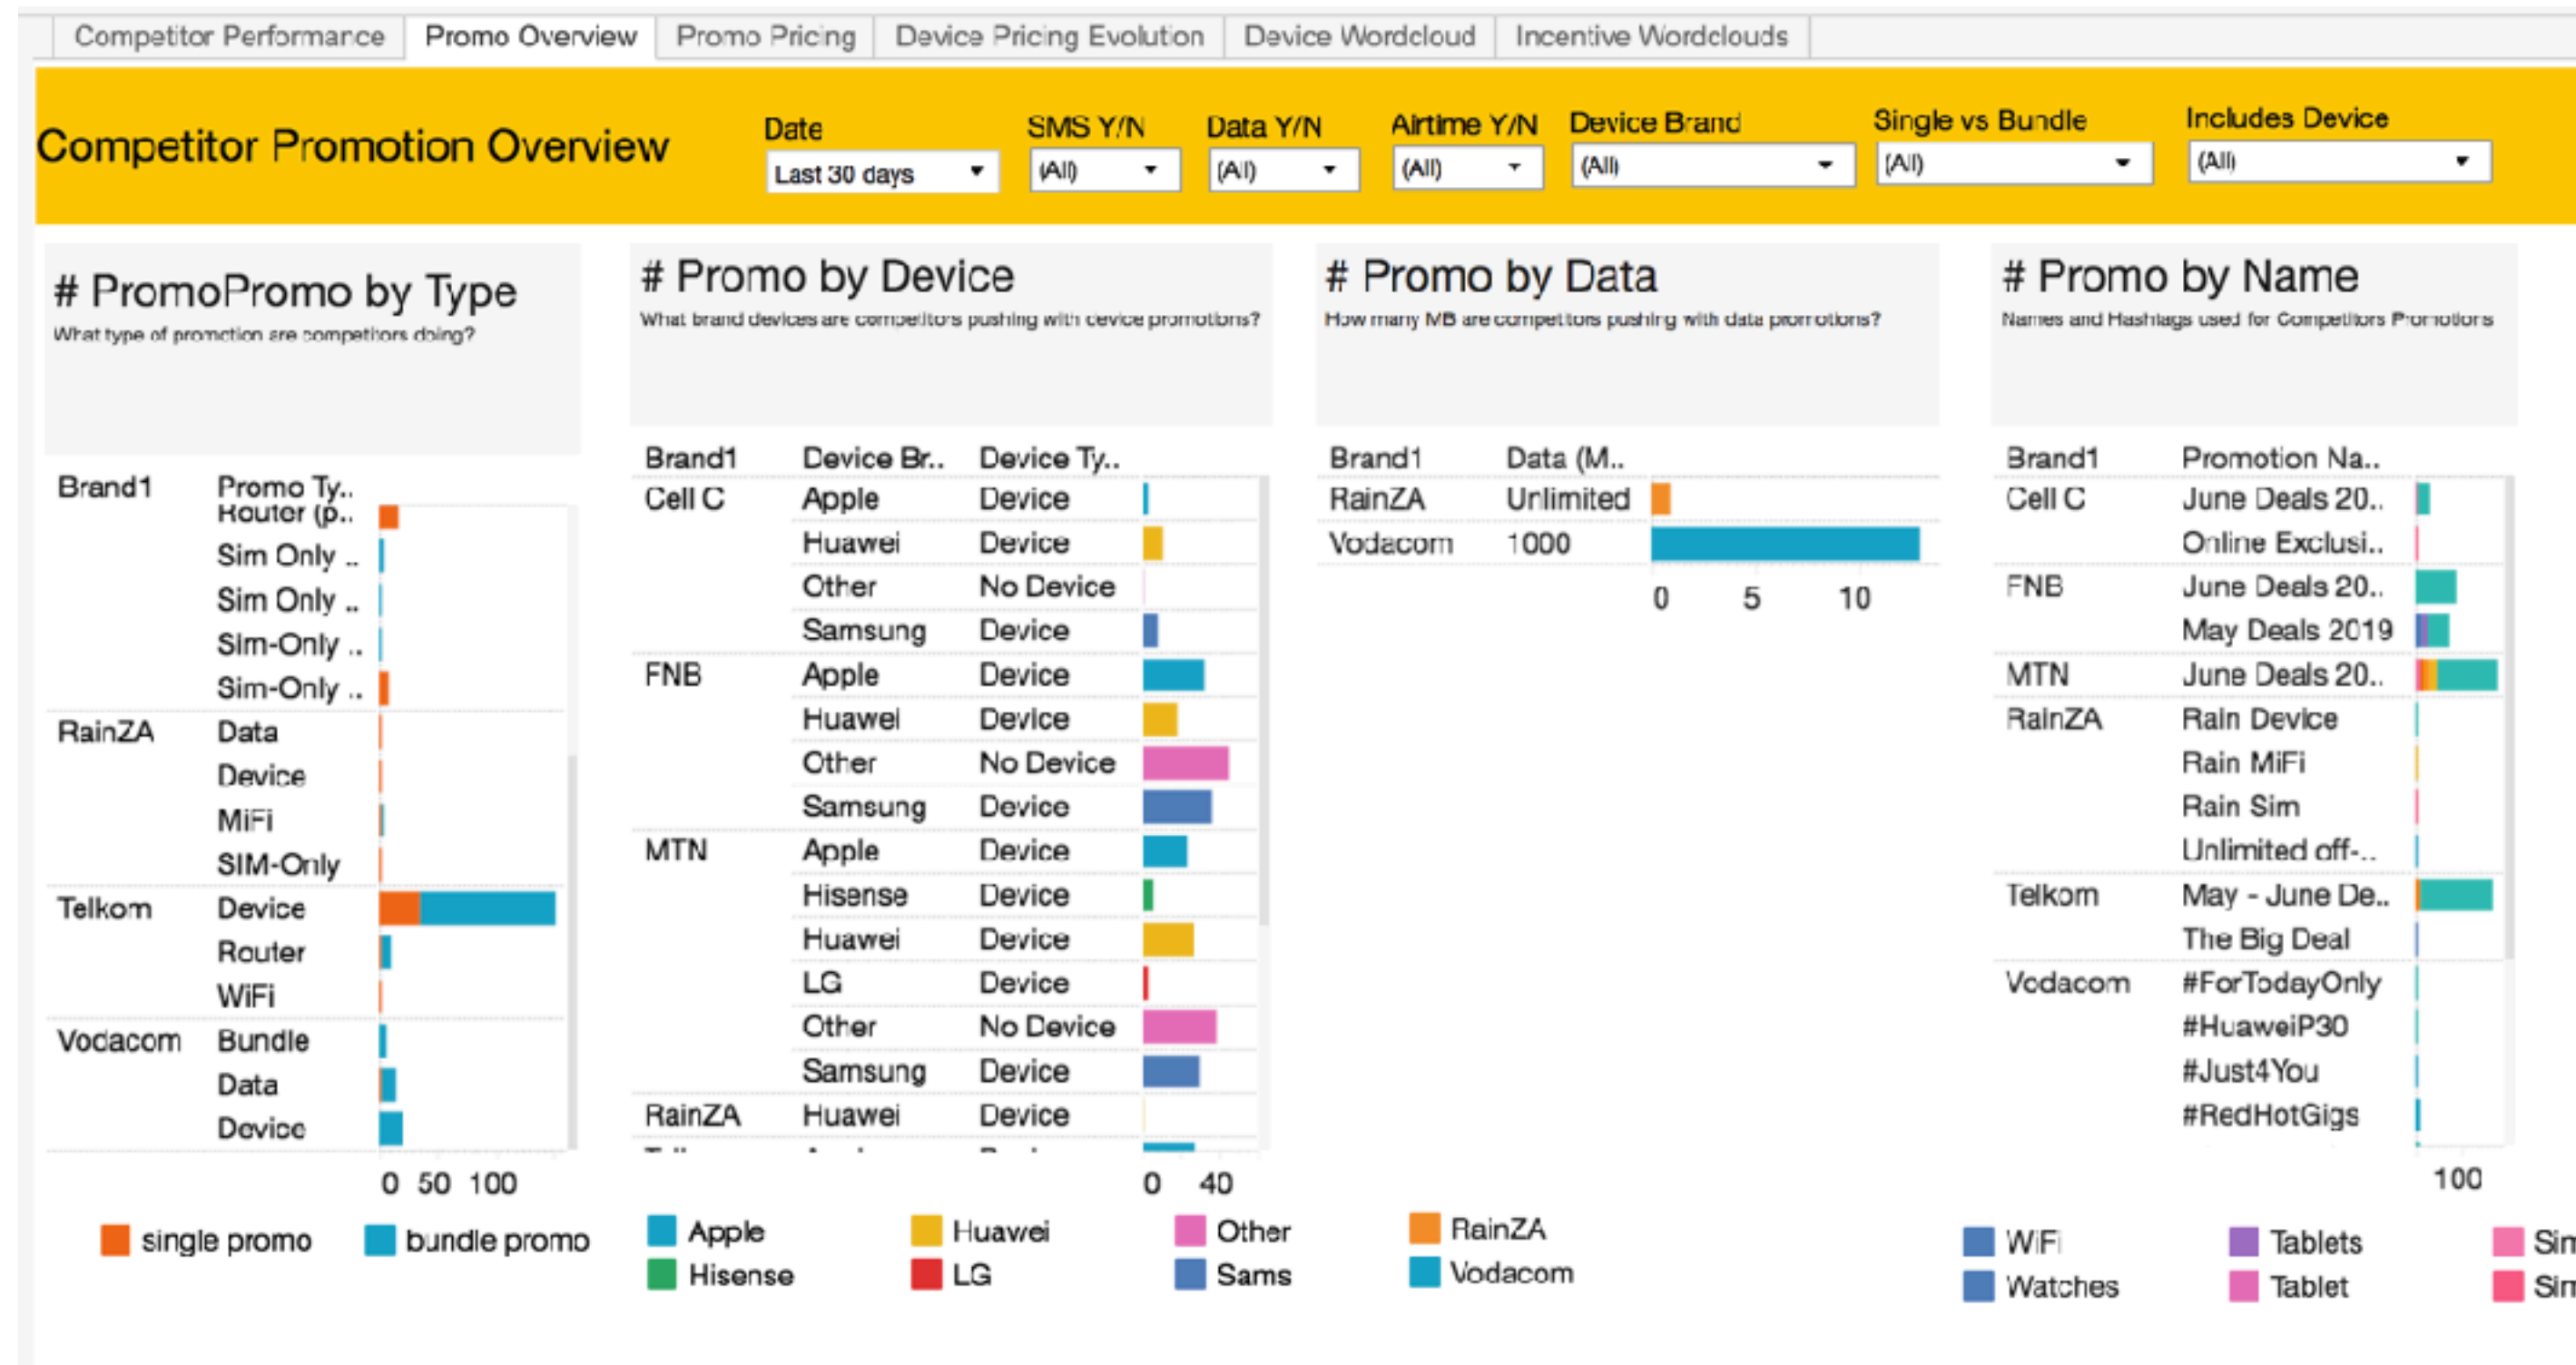 Competitor Performance Promo Overview Promo Pricing Device Pricing Evolution Device Wordcloud Incentive Wordclouds
Competitor Promotion Overview
Date SMS Y/N Data Y/N Airtime Y/N Device Brand Single vs Bundle Includes Device
Last 30 days (All) (All) (All) (All) (All) (All)
# PromoPromo by Type
What type of promotion are competitors doing?
Brand1 Promo Ty..
Router (p..
Sim Only ..
Sim Only ..
Sim-Only ..
Sim-Only ..
RainZA Data
Device
MiFi
SIM-Only
Telkom Device
Router
WiFi
Vodacom Bundle
Data
Device
0 50 100
single promo bundle promo
# Promo by Device
What brand devices are competitors pushing with device promotions?
Brand1 Device Br.. Device Ty..
Cell C Apple Device
Huawei Device
Other No Device
Samsung Device
FNB Apple Device
Huawei Device
Other No Device
Samsung Device
MTN Apple Device
Hisense Device
Huawei Device
LG Device
Other No Device
Samsung Device
RainZA Huawei Device
0 40
Apple Huawei Other
Hisense LG Sams
# Promo by Data
How many MB are competitors pushing with data promotions?
Brand1 Data (M..
RainZA Unlimited
Vodacom 1000
0 5 10
RainZA
Vodacom
# Promo by Name
Names and Hashtags used for Competitors Promotions
Brand1 Promotion Na..
Cell C June Deals 20..
Online Exclusi..
FNB June Deals 20..
May Deals 2019
MTN June Deals 20..
RainZA Rain Device
Rain MiFi
Rain Sim
Unlimited off-..
Telkom May - June De..
The Big Deal
Vodacom #ForTodayOnly
#HuaweiP30
#Just4You
#RedHotGigs
100
WiFi Tablets
Watches Tablet